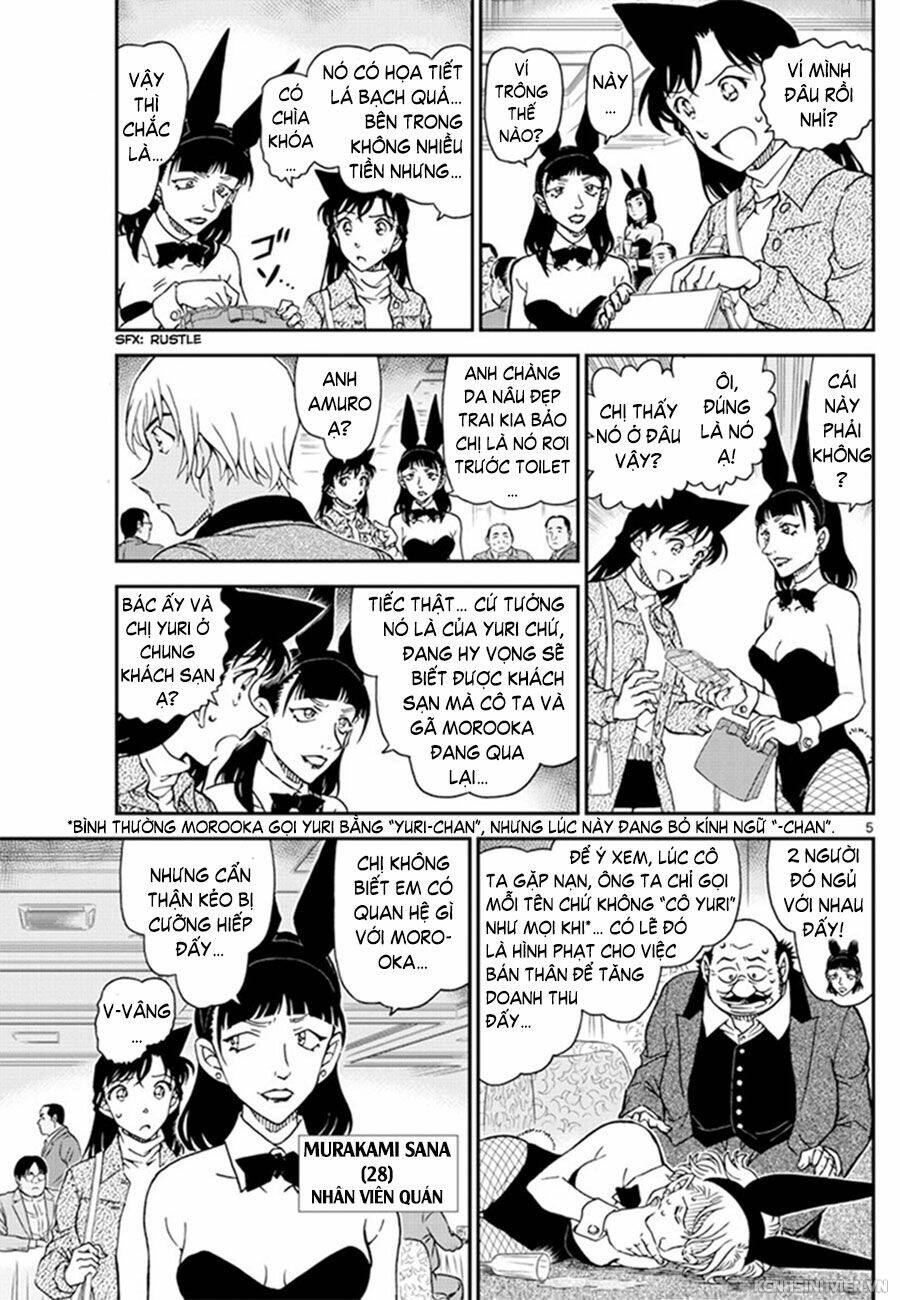 VÍ MÌNH
ĐÂU RỒI
NHỈ?
NÀY
...
VÍ
TRÔNG
THẾ
NÀO?
NÓ CÓ HỌA TIẾT
LÁ BẠCH QUẢ...
BÊN TRONG
KHÔNG NHIỀU
TIỀN NHƯNG...
CÓ
CHÌA
KHÓA
...
VẬY
THÌ
CHẮC
LÀ...
ゴソ
SFX: RUSTLE
CÁI
NÀY
PHẢI
KHÔNG
?
ÔI,
ĐÚNG
LÀ NÓ
Ạ!
CHỊ THẤY
NÓ Ở ĐÂU
VẬY?
ANH CHÀNG
DA NÂU ĐẸP
TRAI KIA BẢO
CHỊ LÀ NÓ RƠI
TRƯỚC TOILET
...
ANH
AMURO
Ạ?
TIẾC THẬT... CỨ TƯỞNG
NÓ LÀ CỦA YURI CHỨ,
ĐANG HY VỌNG SẼ
BIẾT ĐƯỢC KHÁCH
SẠN MÀ CÔ TA VÀ
GÃ MOROOKA
ĐANG QUA
LẠI...
BÁC ẤY VÀ
CHỊ YURI Ở
CHUNG
KHÁCH SẠN
Ạ?
*BÌNH THƯỜNG MOROOKA GỌI YURI BẰNG "YURI-CHAN", NHƯNG LÚC NÀY ĐANG BỎ KÍNH NGỮ "-CHAN".
5
2 NGƯỜI
ĐÓ NGỦ
VỚI NHAU
ĐẤY!
ĐỂ Ý XEM, LÚC CÔ
TA GẶP NẠN, ÔNG TA CHỈ GỌI
MỖI TÊN CHỨ KHÔNG "CÔ YURI"
NHƯ MỌI KHI*... CÓ LẼ ĐÓ
LÀ HÌNH PHẠT CHO VIỆC
BÁN THÂN ĐỂ TĂNG
DOANH THU
ĐẤY...
CHỊ KHÔNG
BIẾT EM CÓ
QUAN HỆ GÌ
VỚI MORO-
OKA...
NHƯNG CẨN
THẬN KẺO BỊ
CƯỠNG HIẾP
ĐẤY...
V-VÂNG
...
MURAKAMI SANA
(28)
NHÂN VIÊN QUÁN
KENHSINHVIEN.VN